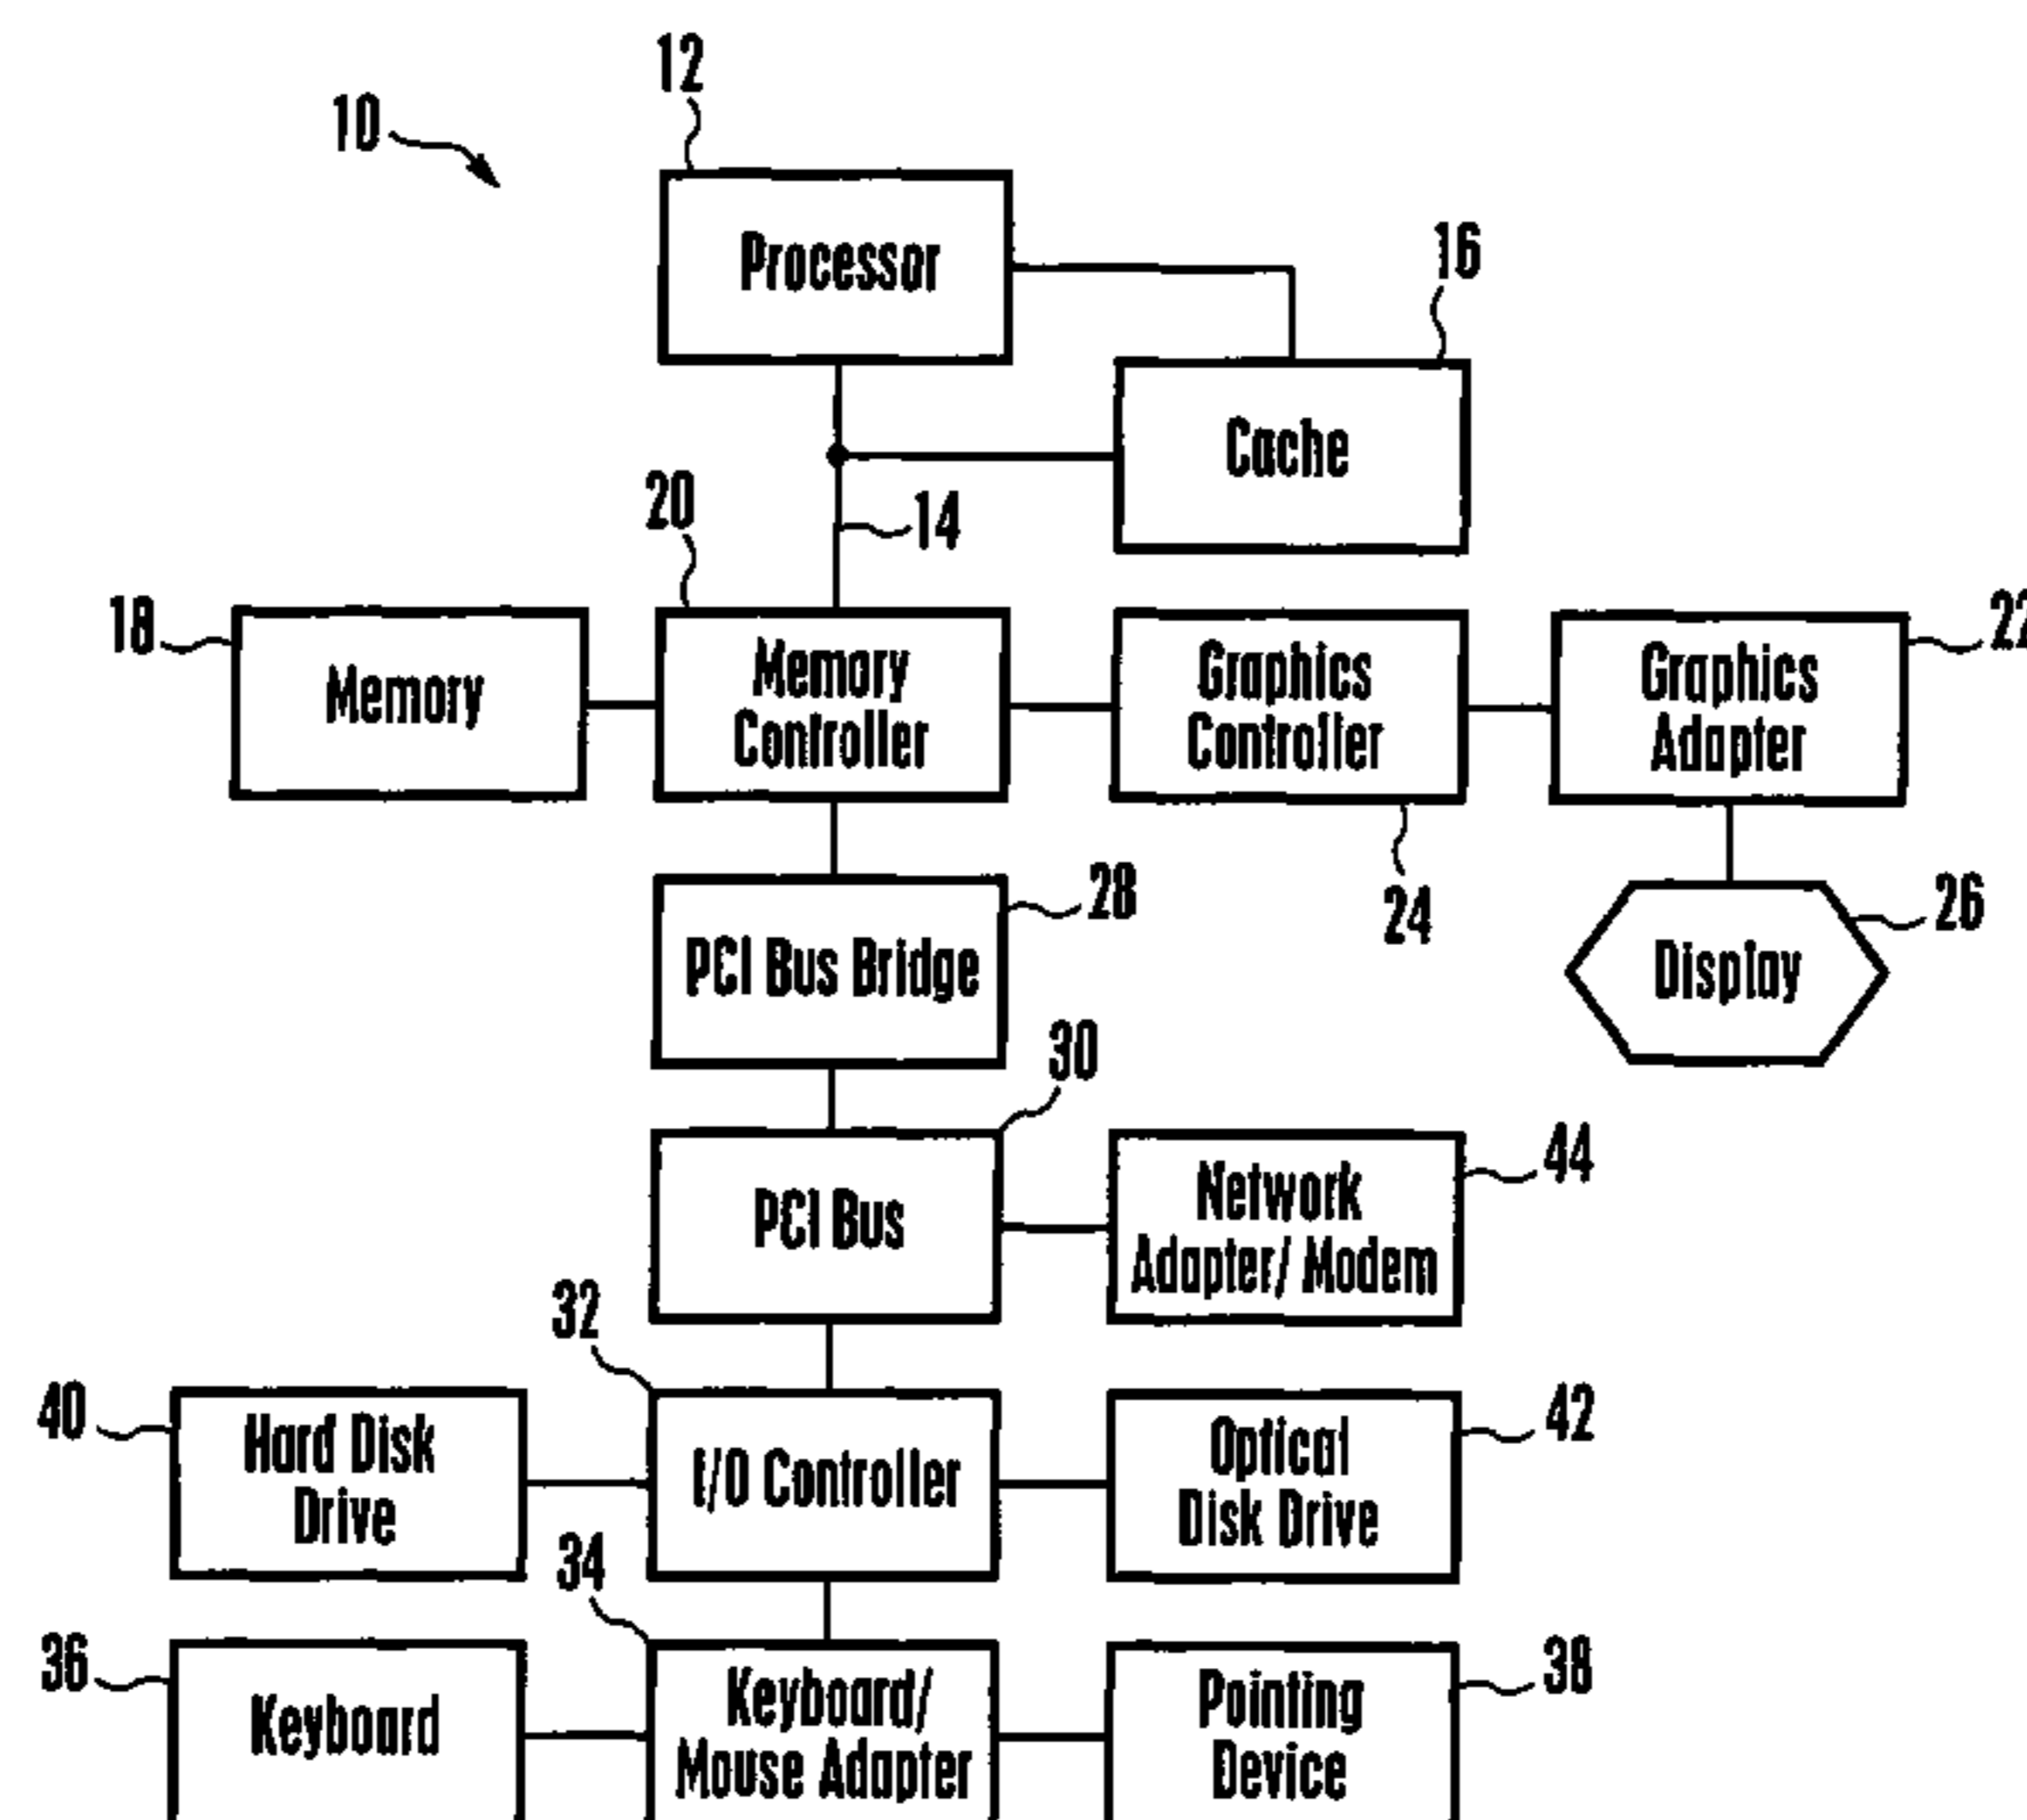 12
10
Processor
16
Cache
20
14
18
Memory
Memory
Controller
Graphics
Controller
Graphics
Adapter
22
28
24
26
PCI Bus Bridge
Display
30
44
PCI Bus
Network
Adapter/ Modem
32
40
Hard Disk
Drive
I/O Controller
Optical
Disk Drive
42
34
36
Keyboard
Keyboard/
Mouse Adapter
Pointing
Device
38